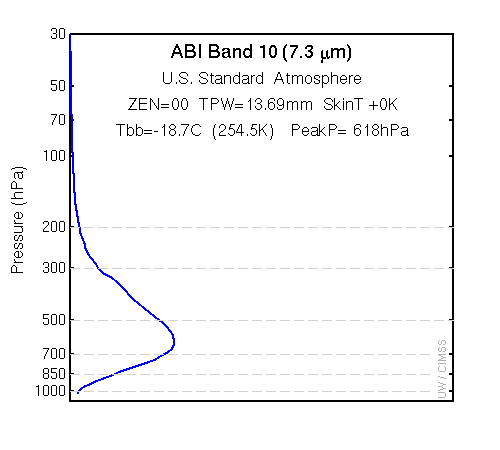 ABI Band 10 (7.3 µm)
U.S. Standard Atmosphere
ZEN=00 TPW=13.69mm SkinT +0K
Tbb=-18.7C (254.5K) PeakP= 618hPa
Pressure (hPa)
30
50
70
100
200
300
500
700
850
1000
UW / CIMSS